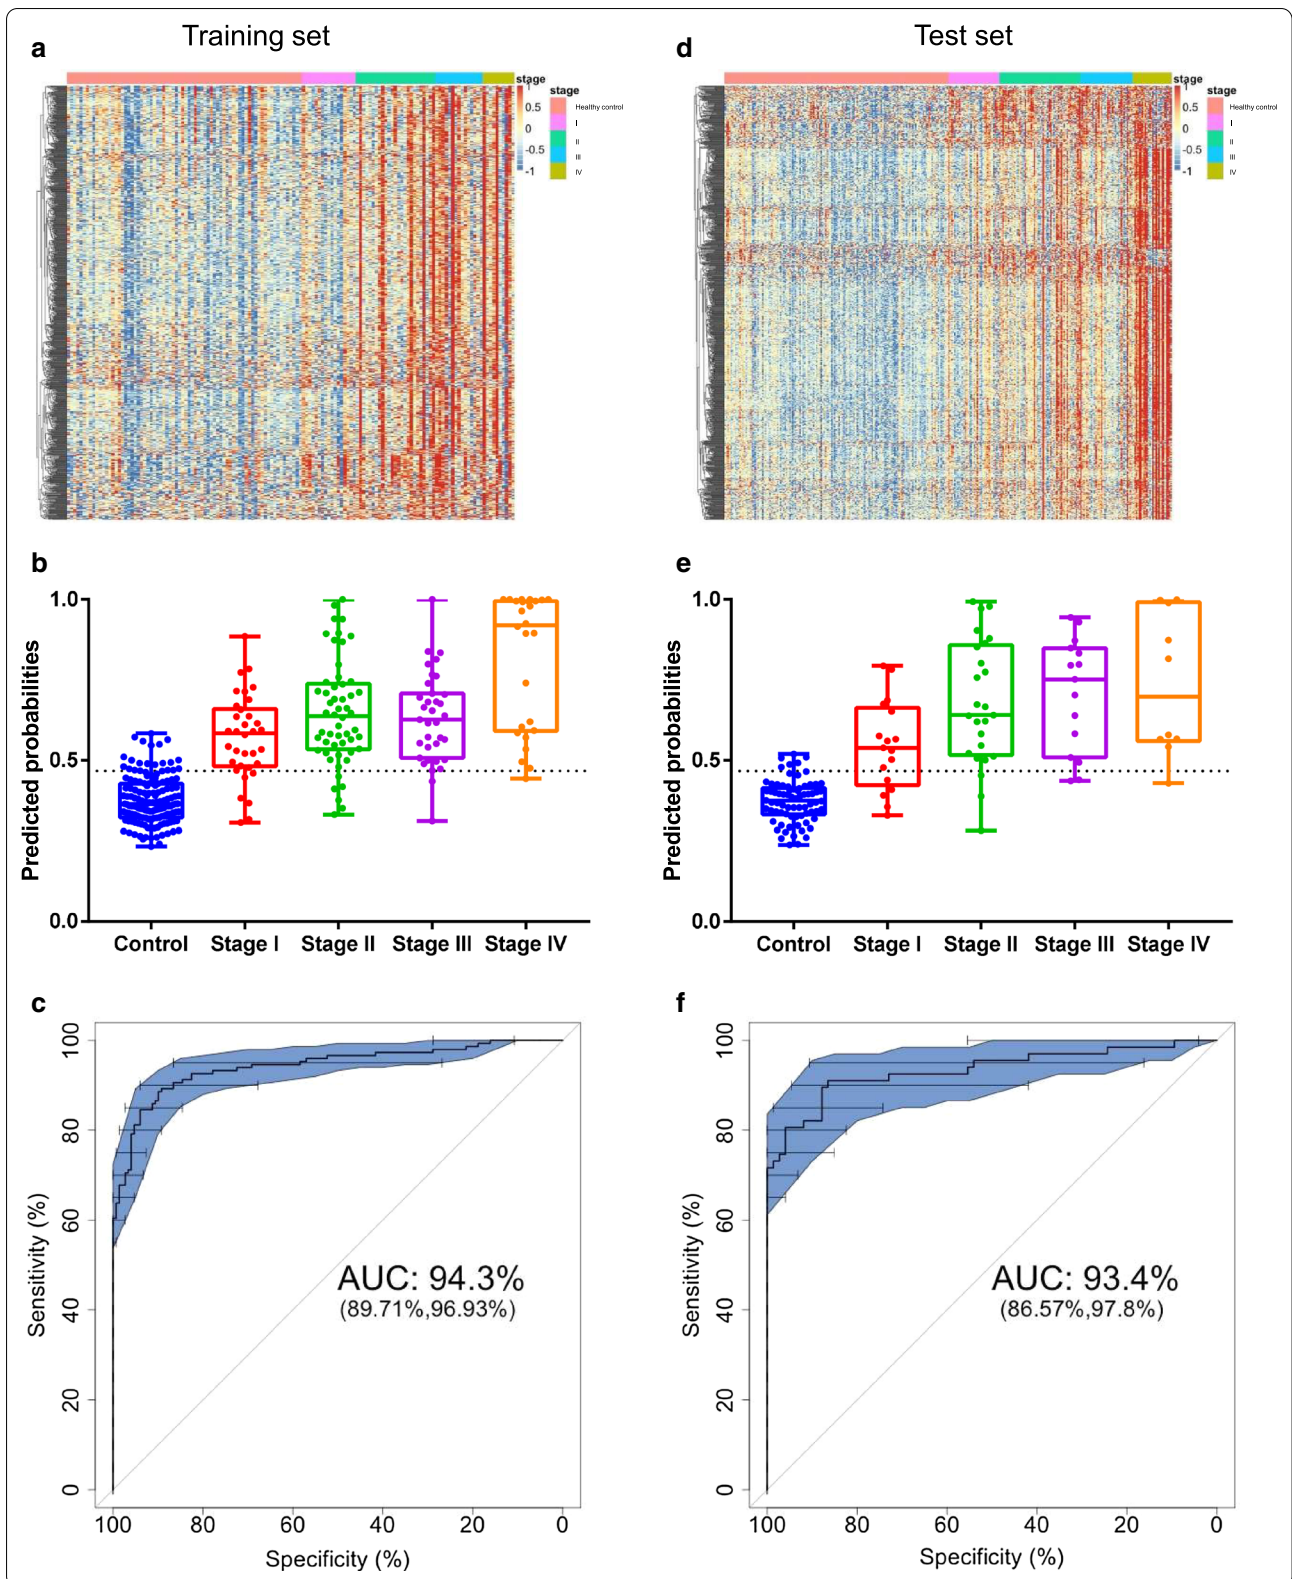 Training set
Test set
a
stage
1
0.5
0
-0.5
-1
stage
Healthy control
I
II
III
IV
d
stage
1
0.5
0
-0.5
-1
stage
Healthy control
I
II
III
IV
b
Predicted probabilities
1.0
0.5
0.0
Control Stage I Stage II Stage III Stage IV
e
Predicted probabilities
1.0
0.5
0.0
Control Stage I Stage II Stage III Stage IV
c
Sensitivity (%)
100
80
60
40
20
0
AUC: 94.3%
(89.71%,96.93%)
100 80 60 40 20 0
Specificity (%)
f
Sensitivity (%)
100
80
60
40
20
0
AUC: 93.4%
(86.57%,97.8%)
100 80 60 40 20 0
Specificity (%)